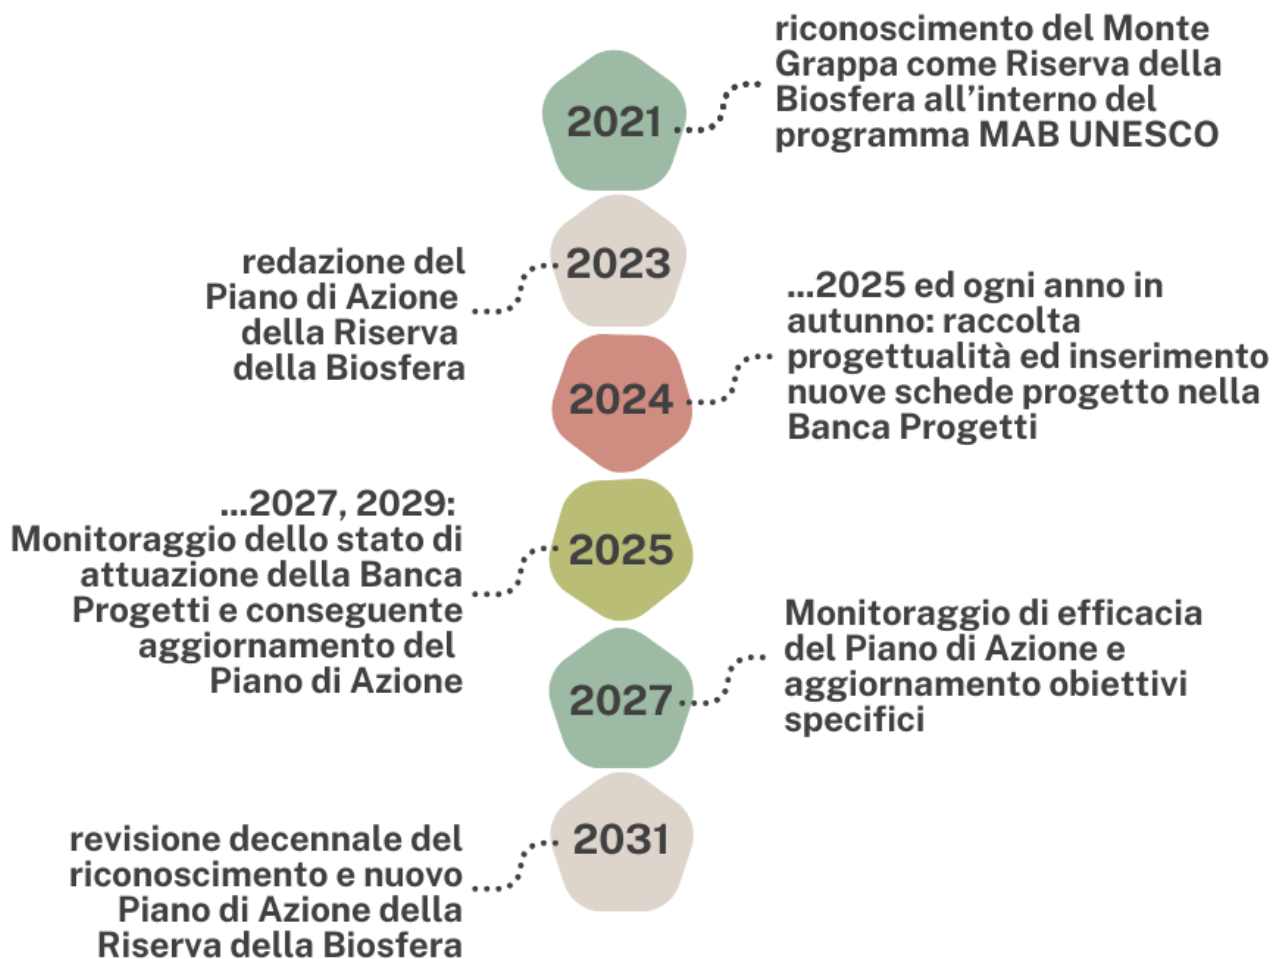 2021
riconoscimento del Monte
Grappa come Riserva della
Biosfera all'interno del
programma MAB UNESCO
2023
redazione del
Piano di Azione
della Riserva
della Biosfera
2024
...2025 ed ogni anno in
autunno: raccolta
progettualità ed inserimento
nuove schede progetto nella
Banca Progetti
2025
...2027, 2029:
Monitoraggio dello stato di
attuazione della Banca
Progetti e conseguente
aggiornamento del
Piano di Azione
2027
Monitoraggio di efficacia
del Piano di Azione e
aggiornamento obiettivi
specifici
2031
revisione decennale del
riconoscimento e nuovo
Piano di Azione della
Riserva della Biosfera